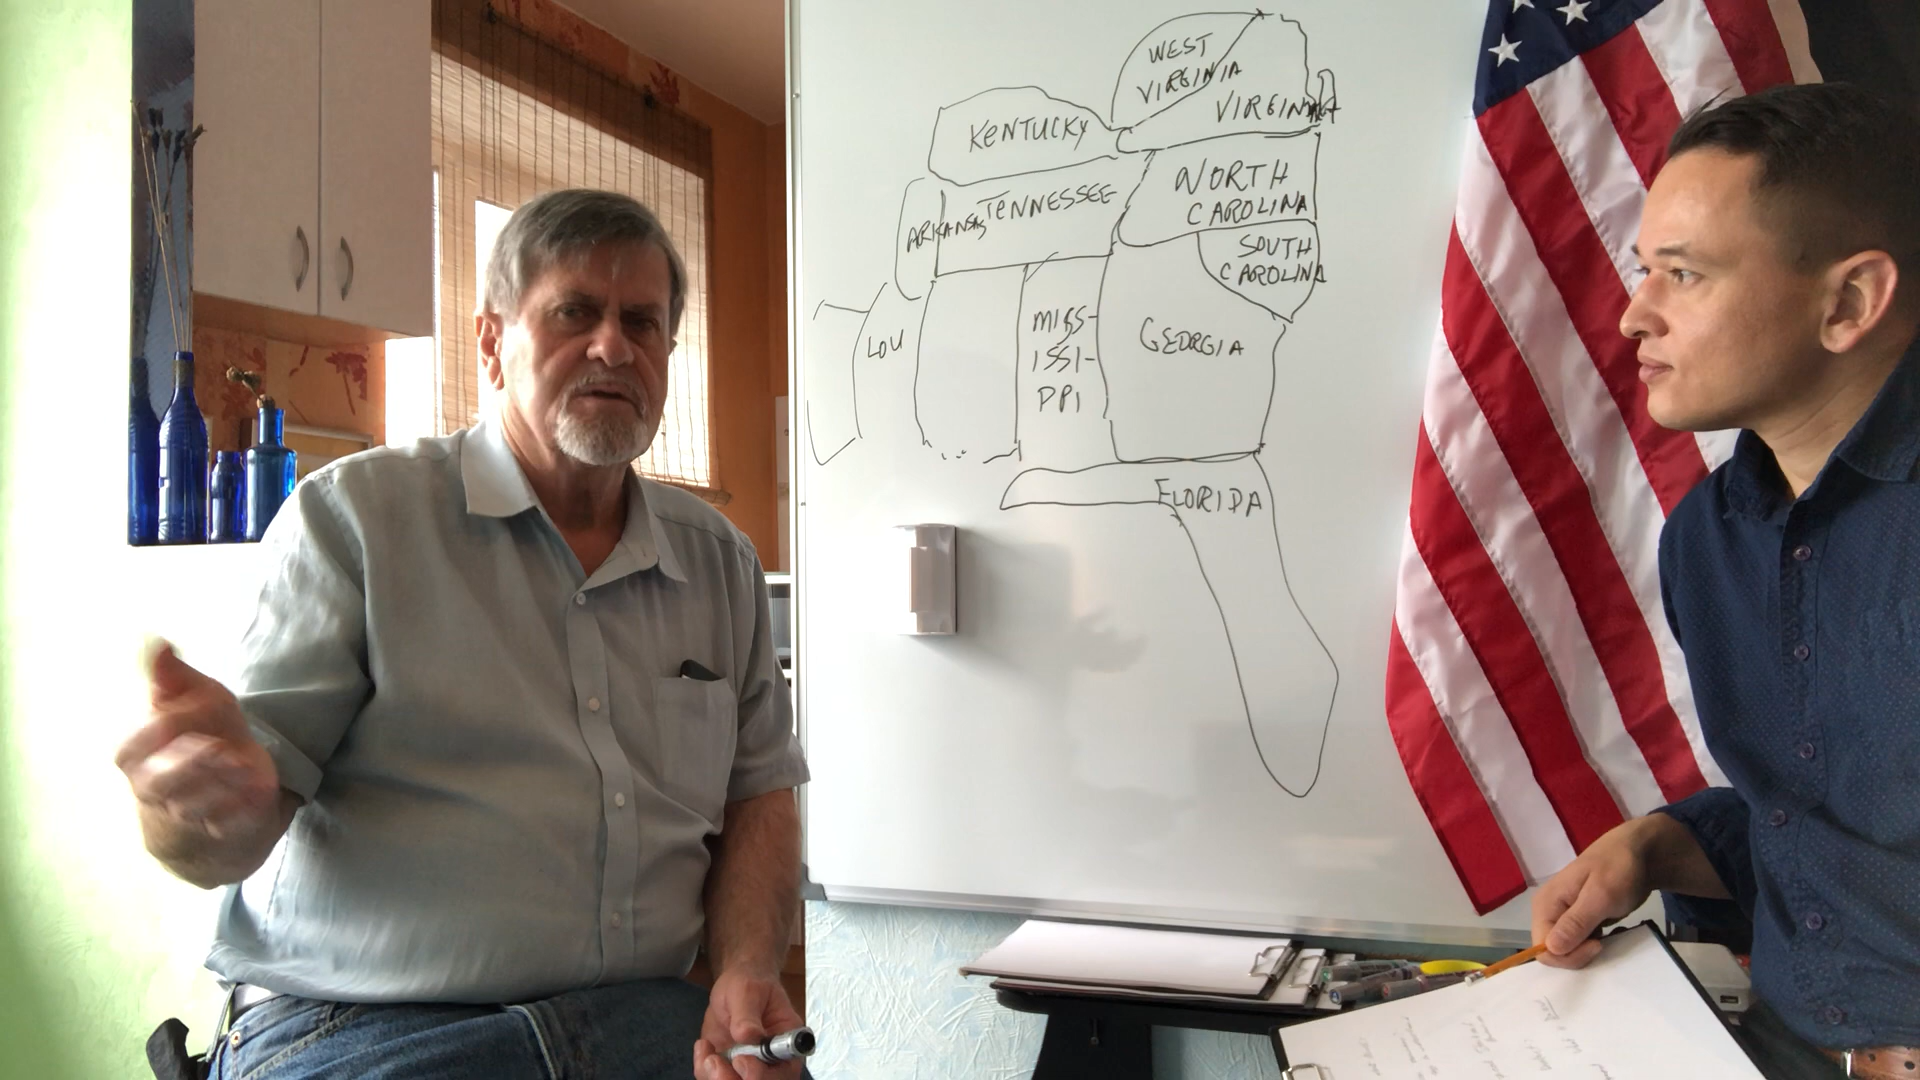 WEST
VIRGINIA
VIRGINIA
KENTUCKY
NORTH
CAROLINA
TENNESSEE
ARKANSAS
SOUTH
CAROLINA
LOU
MISS-
ISSI-
PPI
GEORGIA
FLORIDA